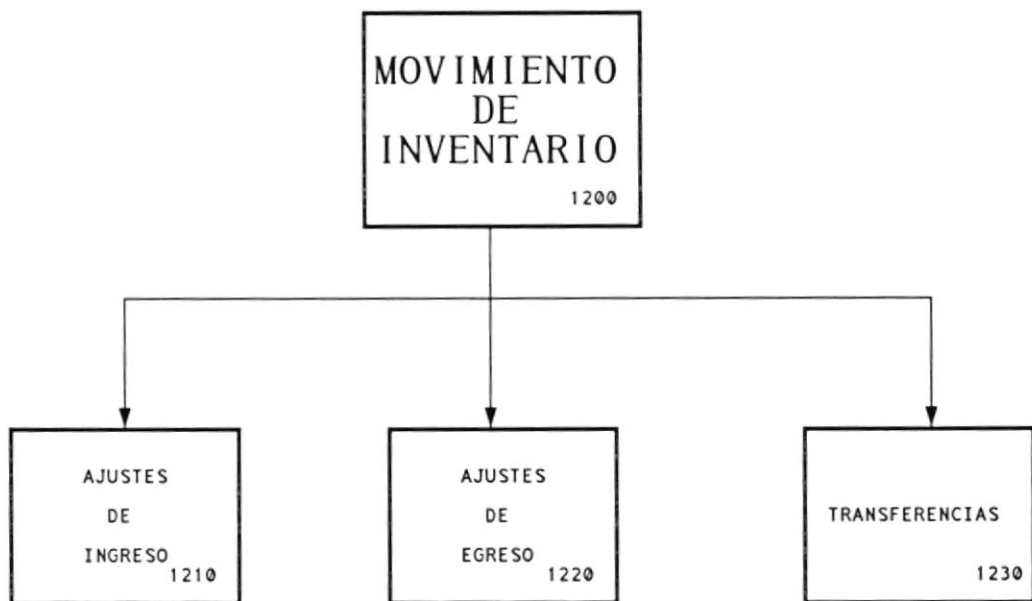 MOVIMIENTO
DE
INVENTARIO
1200
AJUSTES
DE
INGRESO
1210
AJUSTES
DE
EGRESO
1220
TRANSFERENCIAS
1230